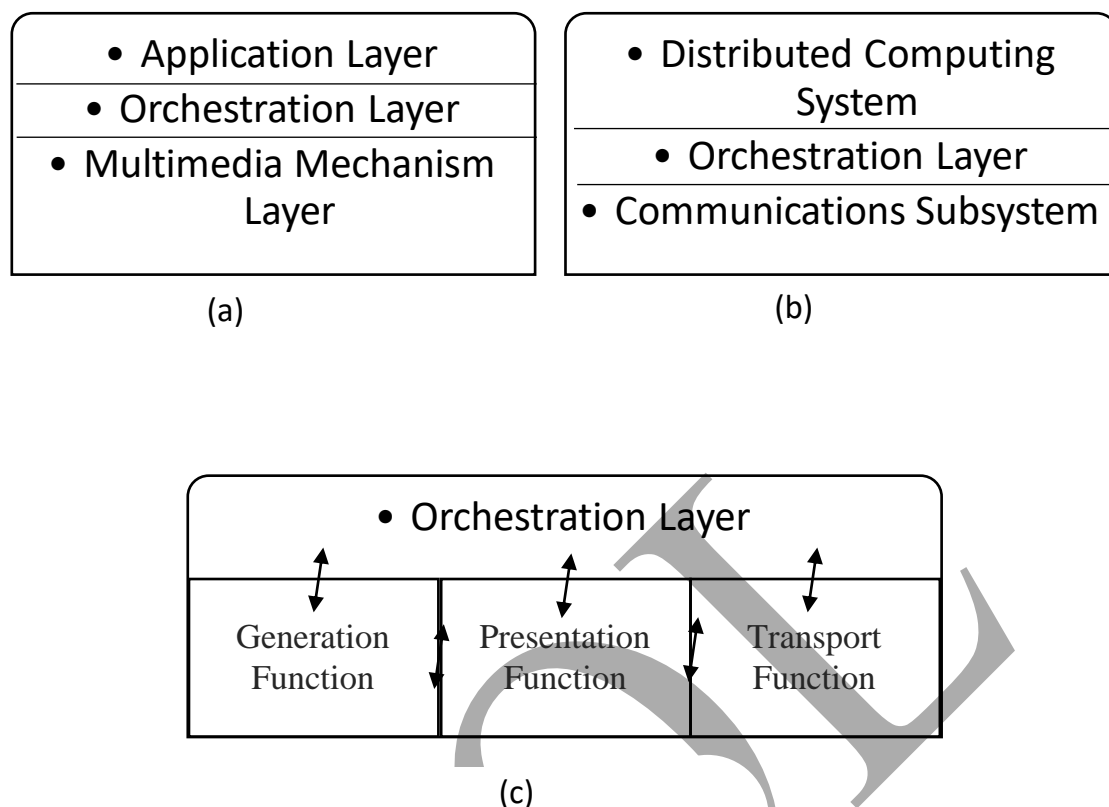 • Application Layer
• Orchestration Layer
• Multimedia Mechanism
Layer
(a)
• Distributed Computing
System
• Orchestration Layer
• Communications Subsystem
(b)
• Orchestration Layer
Generation
Function
Presentation
Function
Transport
Function
(c)